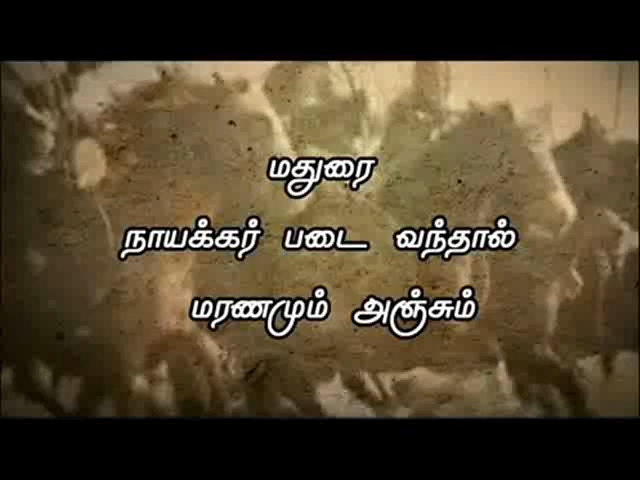 மதுரை
நாயக்கர் படை வந்தால்
மரணமும் அஞ்சும்